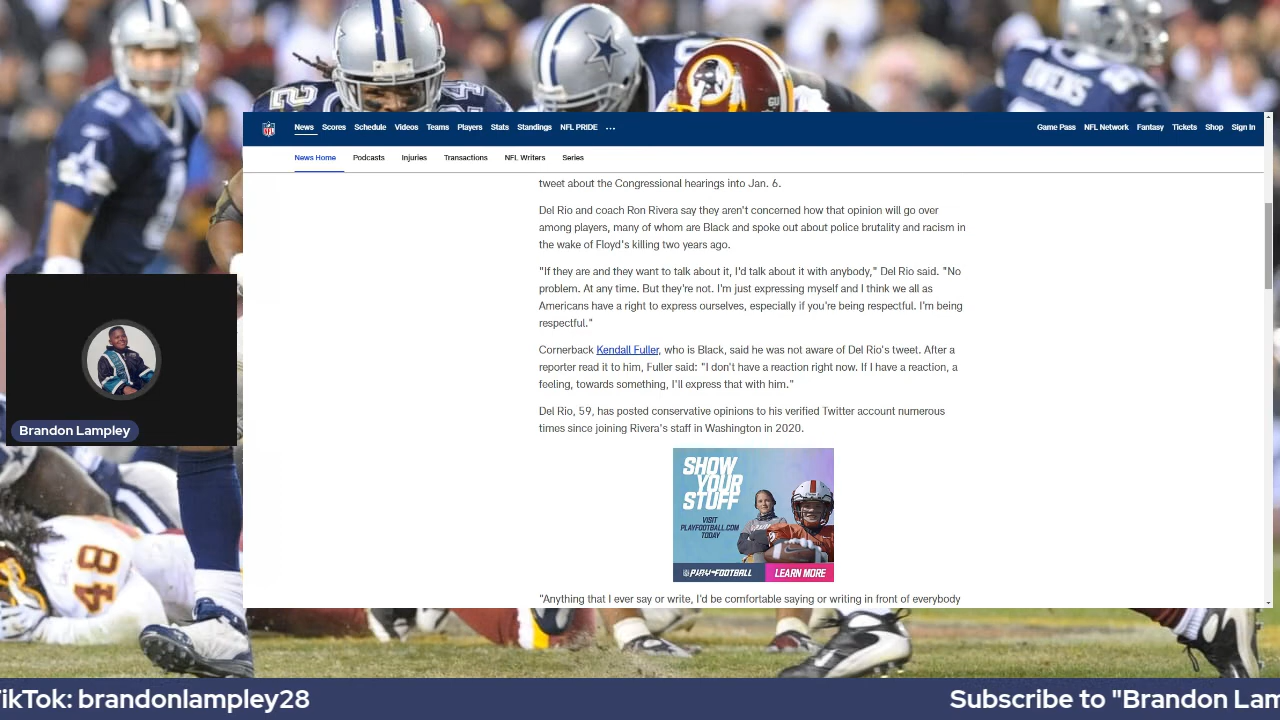 News Scores Schedule Videos Teams Players Stats Standings NFL PRIDE ... Game Pass NFL Network Fantasy Tickets Shop Sign In
News Home Podcasts Injuries Transactions NFL Writers Series
tweet about the Congressional hearings into Jan. 6.
Del Rio and coach Ron Rivera say they aren't concerned how that opinion will go over
among players, many of whom are Black and spoke out about police brutality and racism in
the wake of Floyd's killing two years ago.
"If they are and they want to talk about it, I'd talk about it with anybody," Del Rio said. "No
problem. At any time. But they're not. I'm just expressing myself and I think we all as
Americans have a right to express ourselves, especially if you're being respectful. I'm being
respectful."
Cornerback Kendall Fuller, who is Black, said he was not aware of Del Rio's tweet. After a
reporter read it to him, Fuller said: "I don't have a reaction right now. If I have a reaction, a
feeling, towards something, I'll express that with him."
Del Rio, 59, has posted conservative opinions to his verified Twitter account numerous
times since joining Rivera's staff in Washington in 2020.
SHOW
YOUR
STUFF
VISIT
PLAYFOOTBALL.COM
TODAY
PLAY FOOTBALL LEARN MORE
"Anything that I ever say or write, I'd be comfortable saying or writing in front of everybody
Brandon Lampley
48
OWENS
ikTok: brandonlampley28
Subscribe to "Brandon Lam